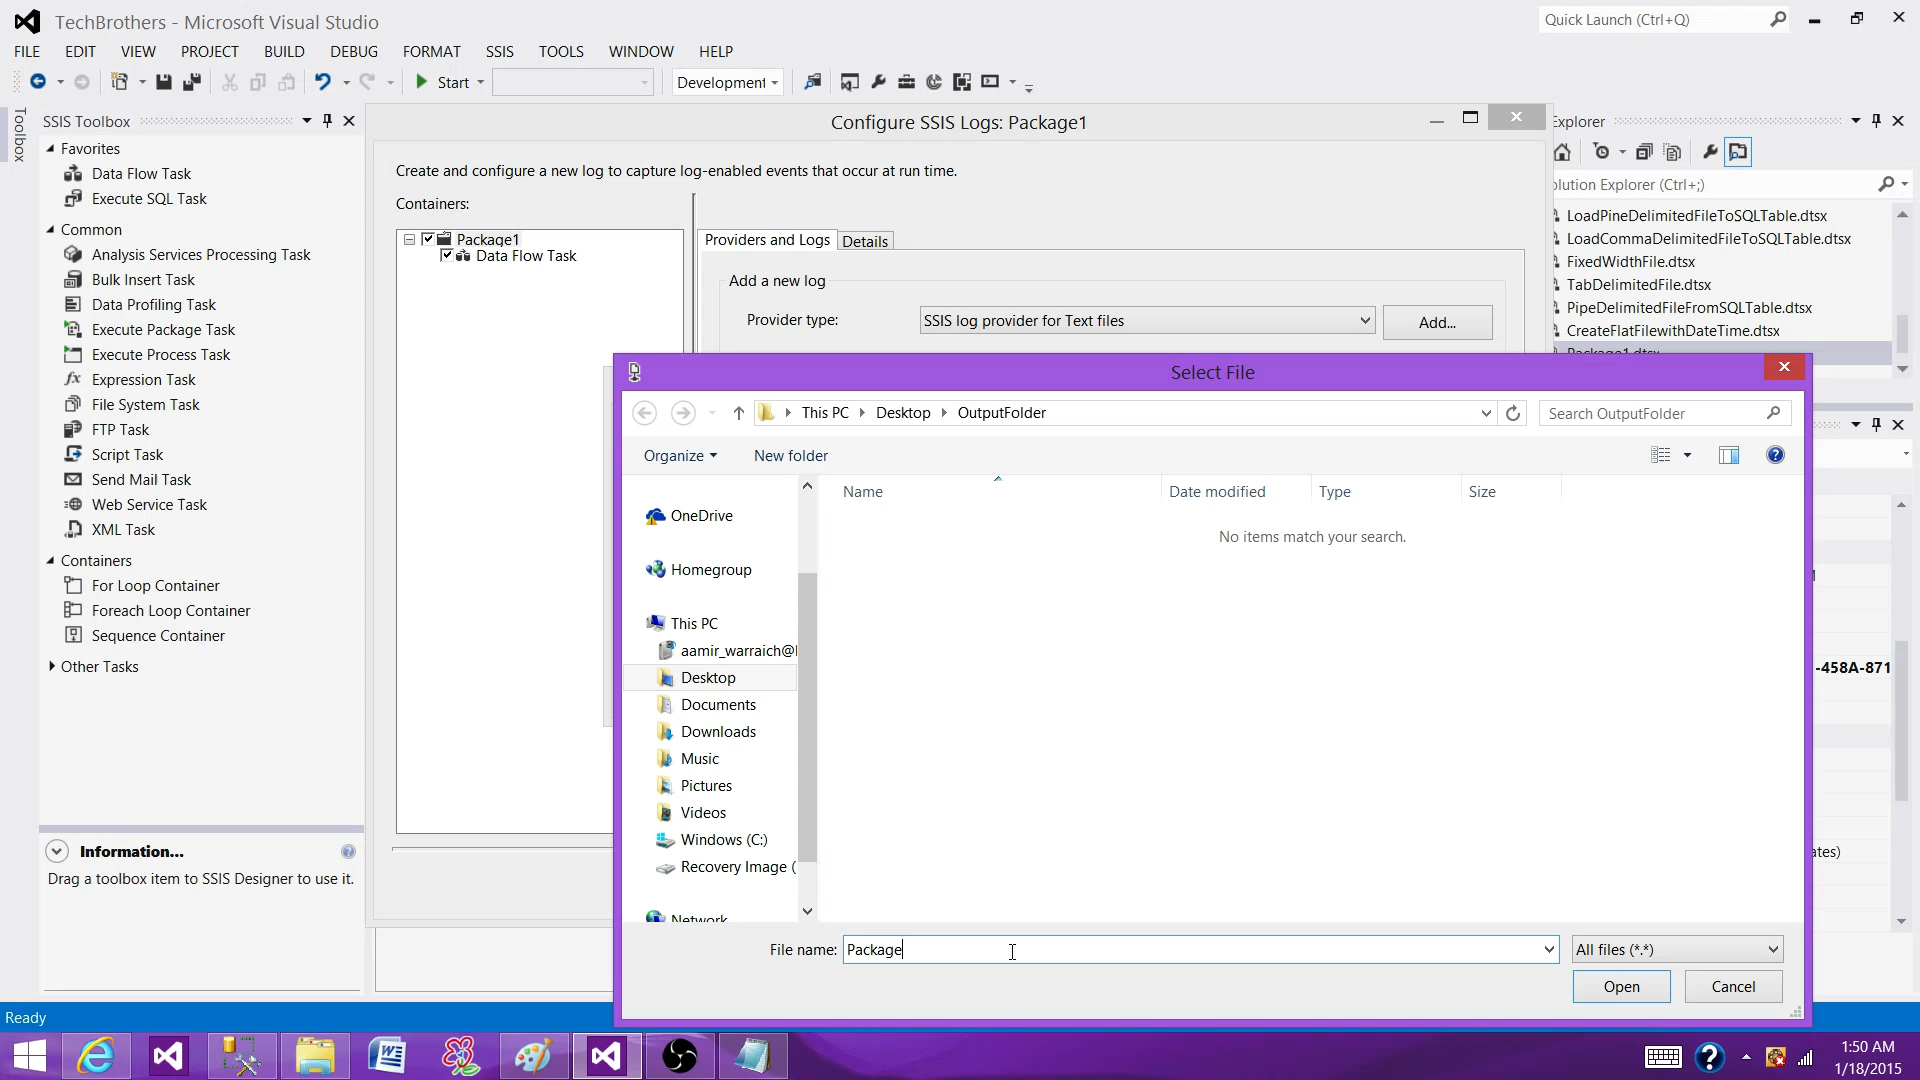 TechBrothers - Microsoft Visual Studio
Quick Launch (Ctrl+Q)
FILE EDIT VIEW PROJECT BUILD DEBUG FORMAT SSIS TOOLS WINDOW HELP
Start
Development
Toolbox
SSIS Toolbox
Favorites
Data Flow Task
Execute SQL Task
Common
Analysis Services Processing Task
Bulk Insert Task
Data Profiling Task
Execute Package Task
Execute Process Task
Expression Task
File System Task
FTP Task
Script Task
Send Mail Task
Web Service Task
XML Task
Containers
For Loop Container
Foreach Loop Container
Sequence Container
Other Tasks
Information...
Drag a toolbox item to SSIS Designer to use it.
Configure SSIS Logs: Package1
Create and configure a new log to capture log-enabled events that occur at run time.
Containers:
Package1
Data Flow Task
Providers and Logs
Details
Add a new log
Provider type:
SSIS log provider for Text files
Add...
Explorer
olution Explorer (Ctrl+;)
LoadPineDelimitedFileToSQLTable.dtsx
LoadCommaDelimitedFileToSQLTable.dtsx
FixedWidthFile.dtsx
TabDelimitedFile.dtsx
PipeDelimitedFileFromSQLTable.dtsx
CreateFlatFilewithDateTime.dtsx
Package1.dtsx
-458A-871
ates)
Select File
This PC Desktop OutputFolder
Search OutputFolder
Organize
New folder
Name Date modified Type Size
No items match your search.
OneDrive
Homegroup
This PC
aamir_warraich@
Desktop
Documents
Downloads
Music
Pictures
Videos
Windows (C:)
Recovery Image (
Network
File name:
Package
All files (*.*)
Open
Cancel
Ready
1:50 AM
1/18/2015